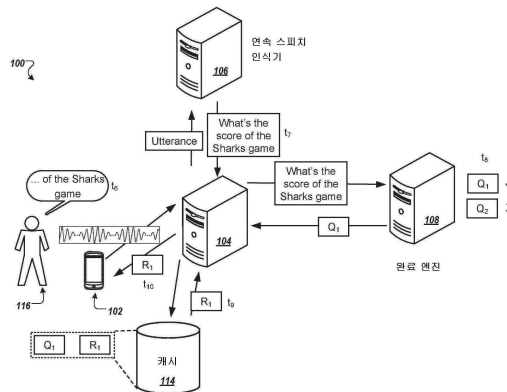 100
106
연속 스피치
인식기
Utterance
What's the
score of the
Sharks game
t7
What's the
score of the
Sharks game
t8
Q1
Q2
108
완료 엔진
Q1
... of the Sharks
game
t6
104
116
102
R1
t10
R1
t9
Q1
R1
캐시
114